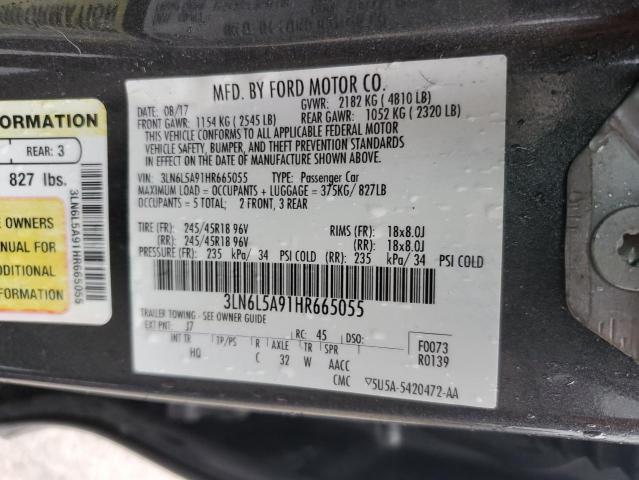 MFD. BY FORD MOTOR CO.
DATE: 08/17 GVWR: 2182 KG ( 4810 LB)
FRONT GAWR: 1154 KG ( 2545 LB) REAR GAWR: 1052 KG ( 2320 LB)
THIS VEHICLE CONFORMS TO ALL APPLICABLE FEDERAL MOTOR
VEHICLE SAFETY, BUMPER, AND THEFT PREVENTION STANDARDS
IN EFFECT ON THE DATE OF MANUFACTURE SHOWN ABOVE.
VIN: 3LN6L5A91HR665055 TYPE: Passenger Car
MAXIMUM LOAD = OCCUPANTS + LUGGAGE = 375KG/ 827LB
OCCUPANTS = 5 TOTAL; 2 FRONT, 3 REAR
TIRE (FR): 245/45R18 96V RIMS (FR): 18x8.0J
(RR): 245/45R18 96V (RR): 18x8.0J
PRESSURE (FR): 235 kPa/ 34 PSI COLD (RR): 235 kPa/ 34 PSI COLD
3LN6L5A91HR665055
TRAILER TOWING - SEE OWNER GUIDE
EXT PNT: J7 RC: 45 DSO: F0073
INT TR TP/PS R AXLE TR SPR R0139
HQ C 32 W AACC
CMC ▽5U5A-5420472-AA
FORMATION
REAR: 3
827 lbs.
E OWNERS
ANUAL FOR
ADDITIONAL
INFORMATION
3LN6L5A91HR665055